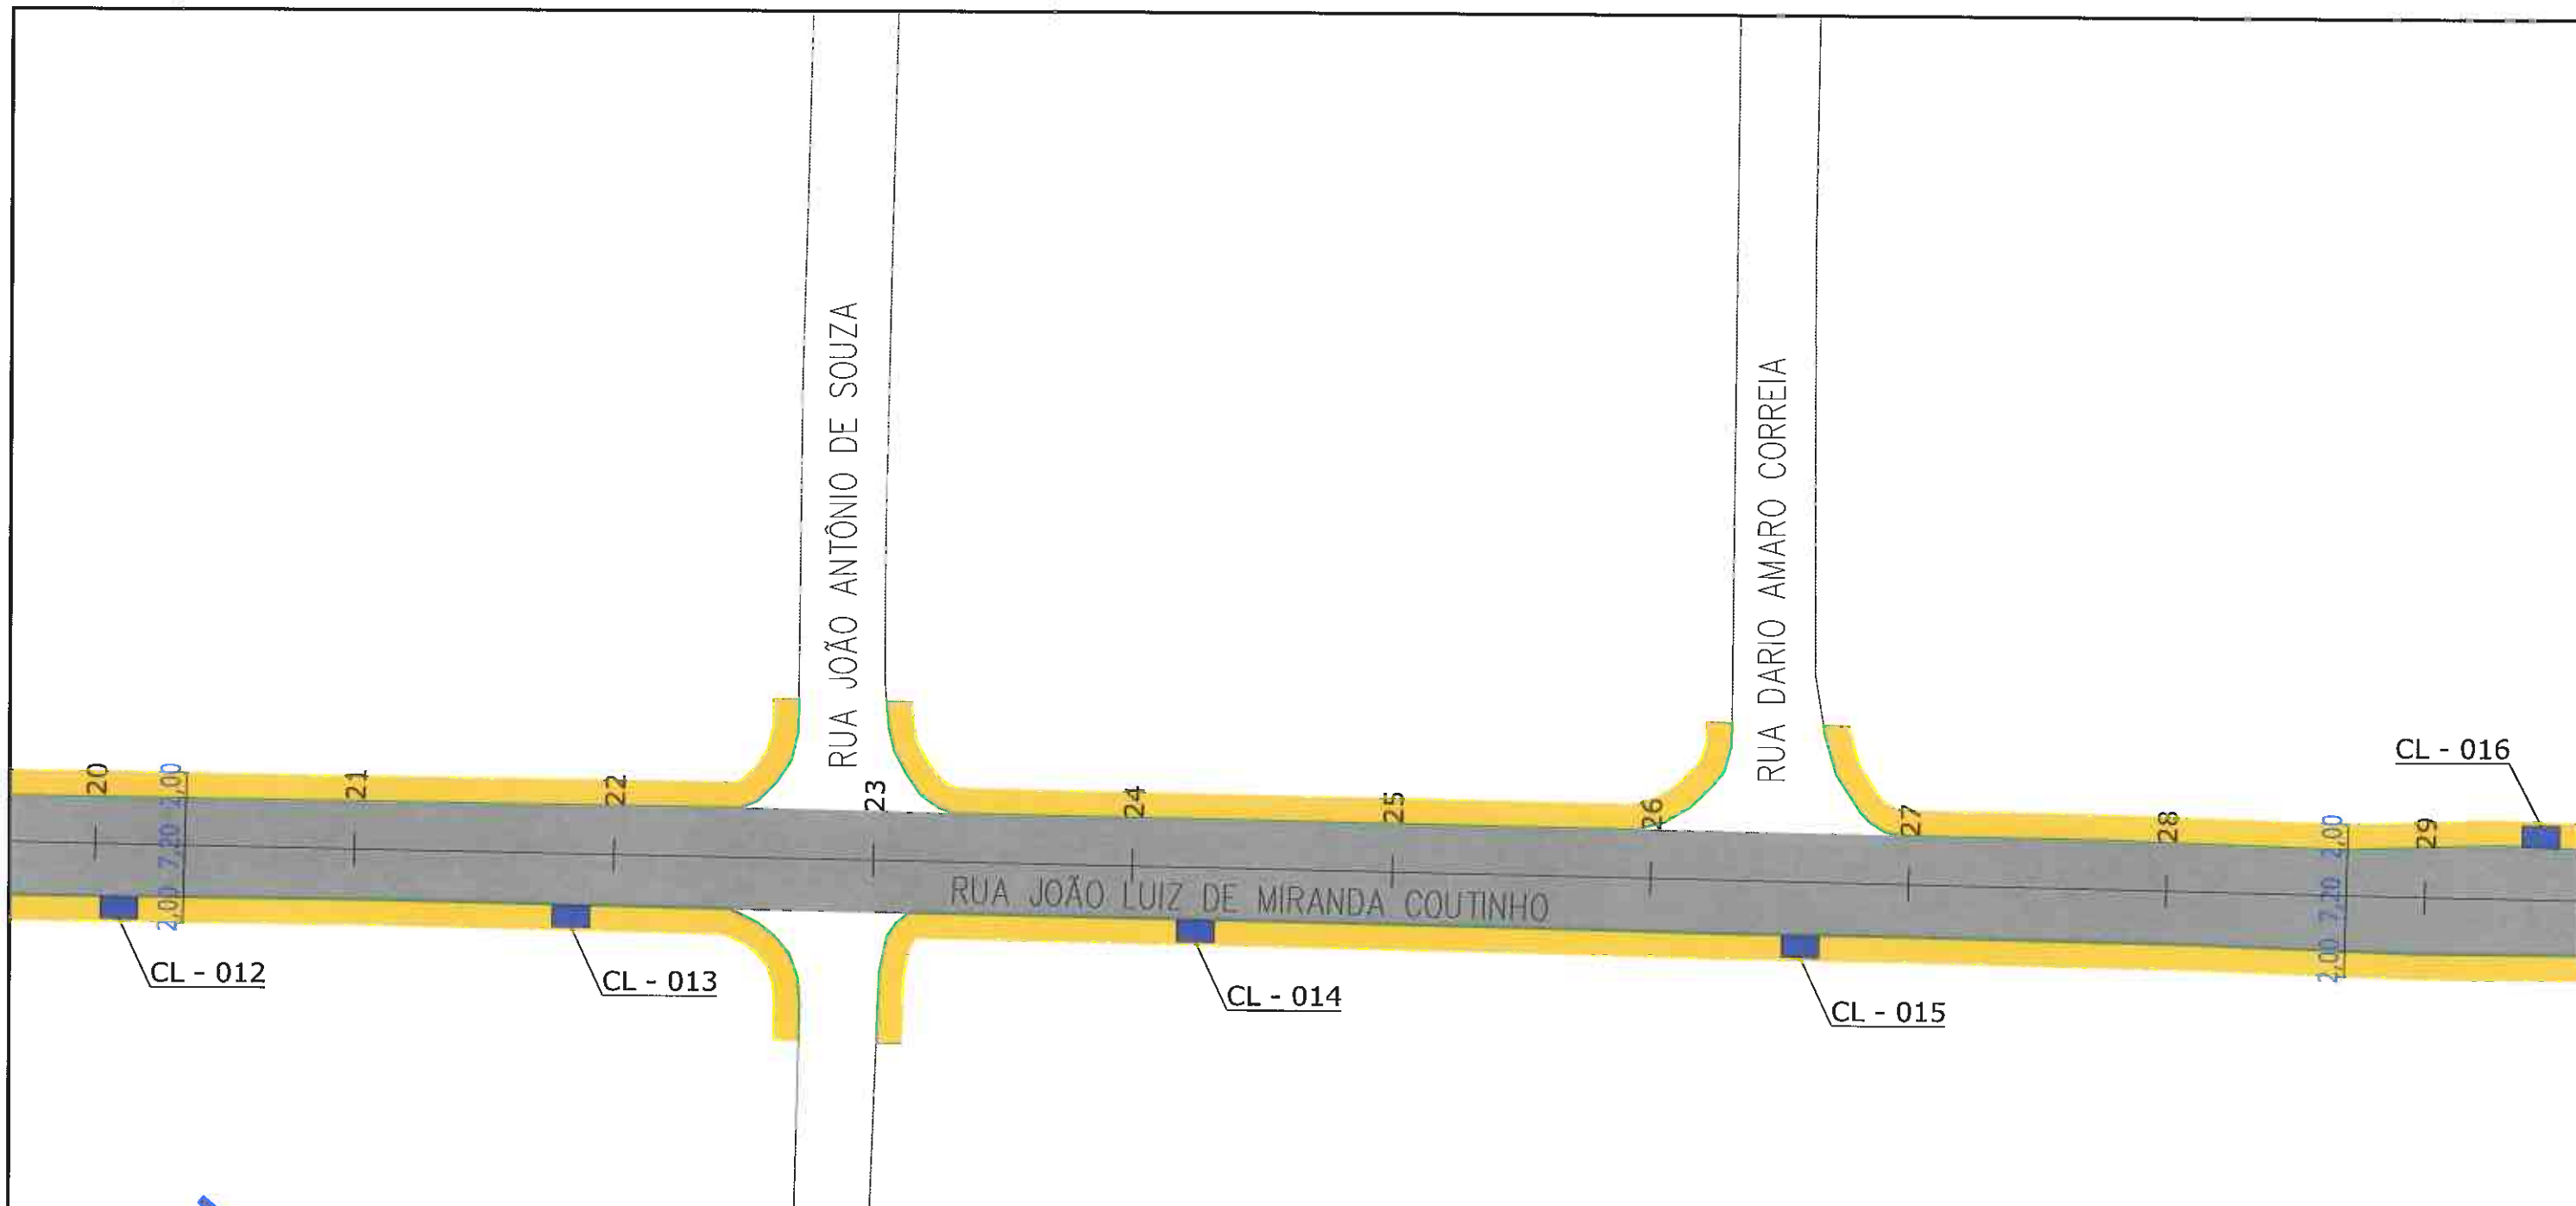 RUA JOÃO ANTÔNIO DE SOUZA
RUA DARIO AMARO CORREIA
CL - 016
20
2,00
7,20
2,00
21
22
23
24
25
26
27
28
2,00
7,20
2,00
29
RUA JOÃO LUIZ DE MIRANDA COUTINHO
CL - 012
CL - 013
CL - 014
CL - 015